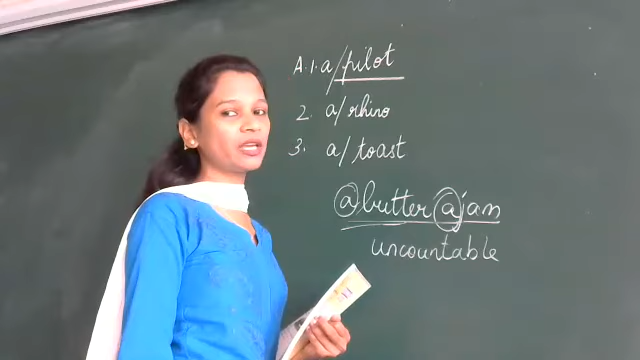 A.1. a/pilot
2. a/rhino
3. a/toast
a butter a jam
uncountable